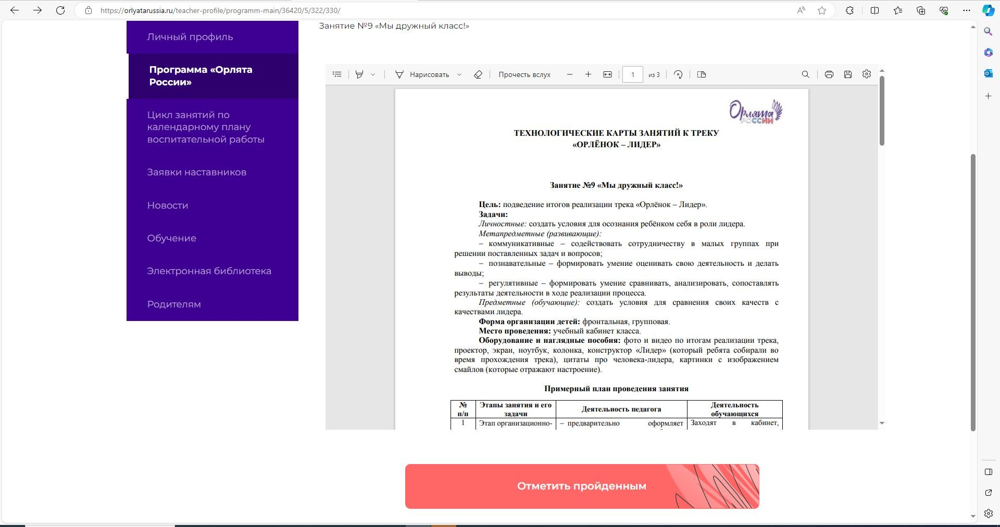 https://orlyatarussia.ru/teacher-profile/programm-main/36420/5/322/330/
Занятие №9 «Мы дружный класс!»
Личный профиль
Программа «Орлята
России»
Цикл занятий по
календарному плану
воспитательной работы
Заявки наставников
Новости
Обучение
Электронная библиотека
Родителям
Нарисовать
Прочесть вслух
1
из 3
Орлята
РОССИИ
ТЕХНОЛОГИЧЕСКИЕ КАРТЫ ЗАНЯТИЙ К ТРЕКУ
«ОРЛЁНОК – ЛИДЕР»
Занятие №9 «Мы дружный класс!»
Цель: подведение итогов реализации трека «Орлёнок – Лидер».
Задачи:
Личностные: создать условия для осознания ребёнком себя в роли лидера.
Метапредметные (развивающие):
– коммуникативные – содействовать сотрудничеству в малых группах при
решении поставленных задач и вопросов;
– познавательные – формировать умение оценивать свою деятельность и делать
выводы;
– регулятивные – формировать умение сравнивать, анализировать, сопоставлять
результаты деятельности в ходе реализации процесса.
Предметные (обучающие): создать условия для сравнения своих качеств с
качествами лидера.
Форма организации детей: фронтальная, групповая.
Место проведения: учебный кабинет класса.
Оборудование и наглядные пособия: фото и видео по итогам реализации трека,
проектор, экран, ноутбук, колонка, конструктор «Лидер» (который ребята собирали во
время прохождения трека), цитаты про человека-лидера, картинки с изображением
смайлов (которые отражают настроение).
Примерный план проведения занятия
№
п/п
Этапы занятия и его
задачи
Деятельность педагога
Деятельность
обучающихся
1
Этап организационно-
– предварительно оформляет
Заходят в кабинет,
Отметить пройденным